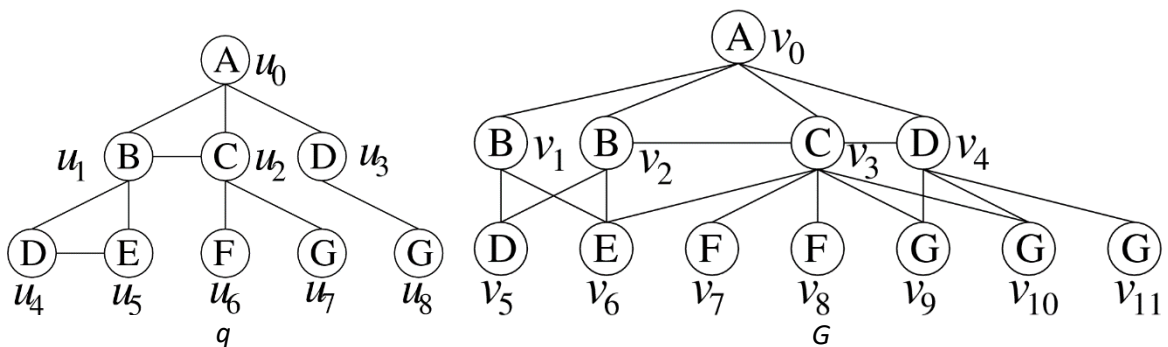 A u₀
u₁ B C u₂ D u₃
D E F G G
u₄ u₅ u₆ u₇ u₈
q
A v₀
B v₁ B v₂ C v₃ D v₄
D E F F G G G
v₅ v₆ v₇ v₈ v₉ v₁₀ v₁₁
G